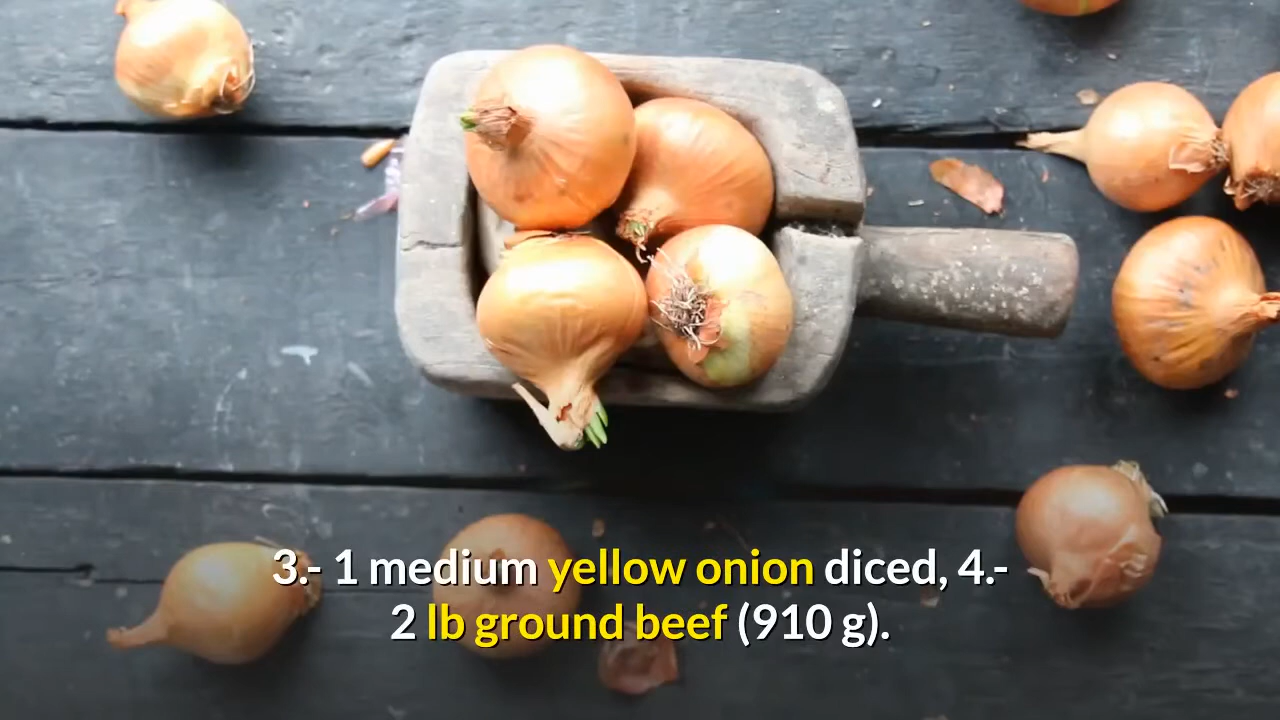 3.- 1 medium yellow onion diced, 4.-
2 lb ground beef (910 g).